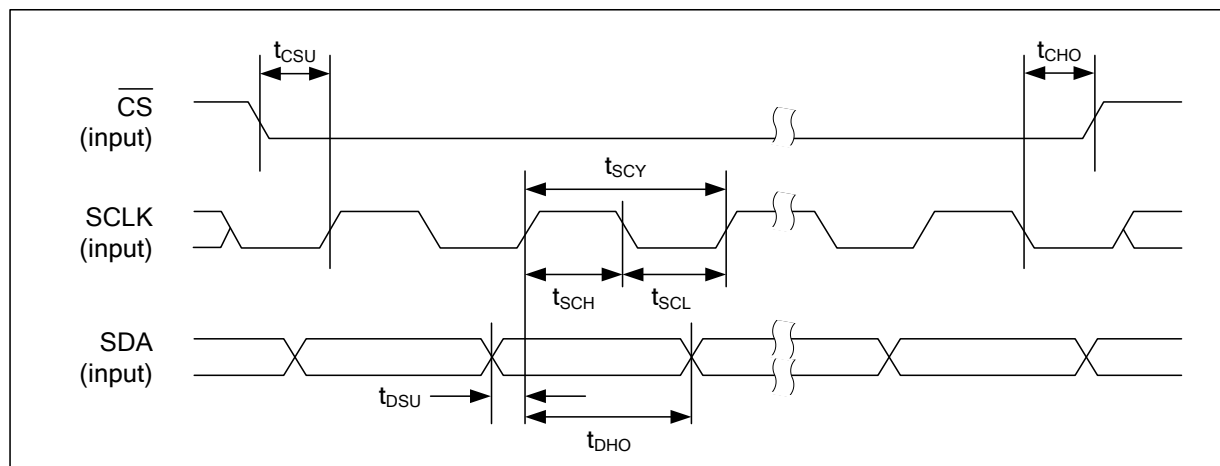 tCSU
tCHO
CS
(input)
tSCY
SCLK
(input)
tSCH
tSCL
SDA
(input)
tDSU
tDHO